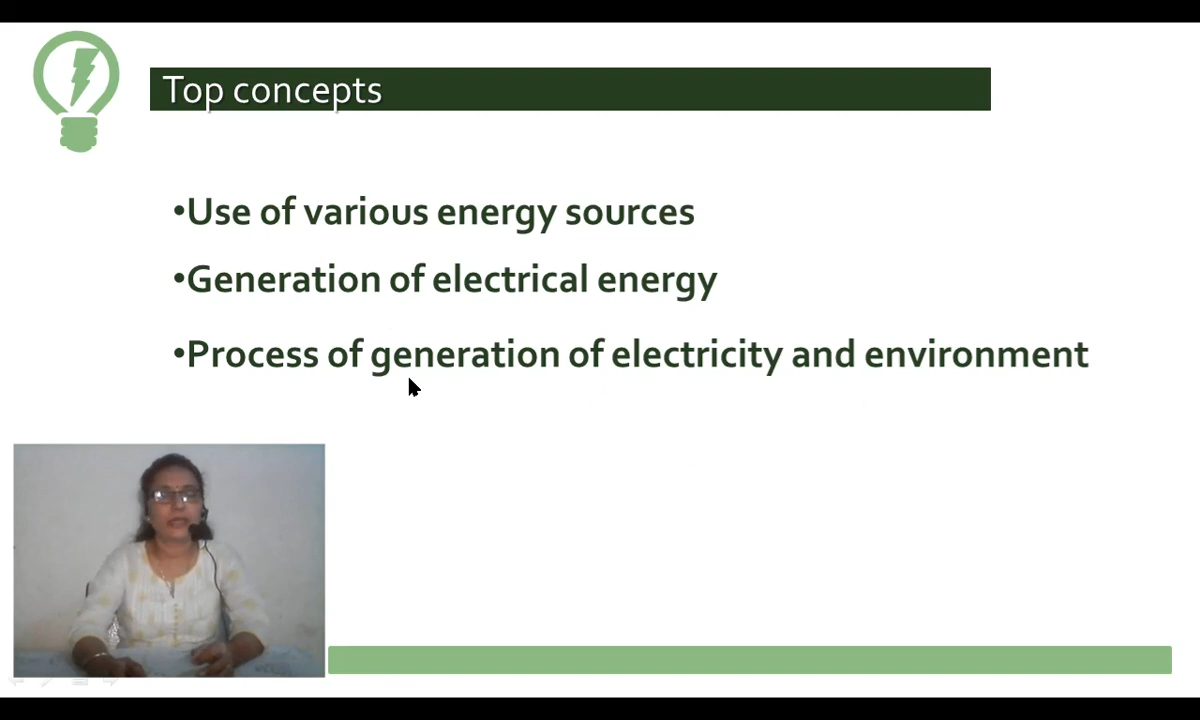 Top concepts
•Use of various energy sources
•Generation of electrical energy
•Process of generation of electricity and environment